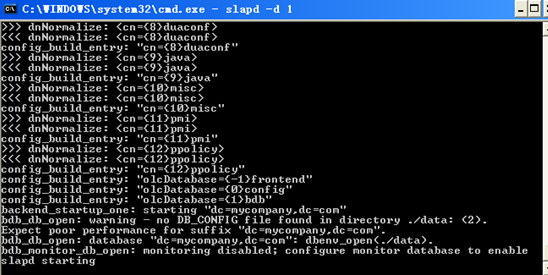 C:\WINDOWS\system32\cmd.exe - slapd -d 1
>>> dnNormalize: <cn={8}duaconf>
<<< dnNormalize: <cn={8}duaconf>
config_build_entry: "cn={8}duaconf"
>>> dnNormalize: <cn={9}java>
<<< dnNormalize: <cn={9}java>
config_build_entry: "cn={9}java"
>>> dnNormalize: <cn={10}misc>
<<< dnNormalize: <cn={10}misc>
config_build_entry: "cn={10}misc"
>>> dnNormalize: <cn={11}pmi>
<<< dnNormalize: <cn={11}pmi>
config_build_entry: "cn={11}pmi"
>>> dnNormalize: <cn={12}ppolicy>
<<< dnNormalize: <cn={12}ppolicy>
config_build_entry: "cn={12}ppolicy"
config_build_entry: "olcDatabase={-1}frontend"
config_build_entry: "olcDatabase={0}config"
config_build_entry: "olcDatabase={1}bdb"
backend_startup_one: starting "dc=mycompany,dc=com"
bdb_db_open: warning - no DB_CONFIG file found in directory ./data: (2).
Expect poor performance for suffix "dc=mycompany,dc=com".
bdb_db_open: database "dc=mycompany,dc=com": dbenv_open(./data).
bdb_monitor_db_open: monitoring disabled; configure monitor database to enable
slapd starting